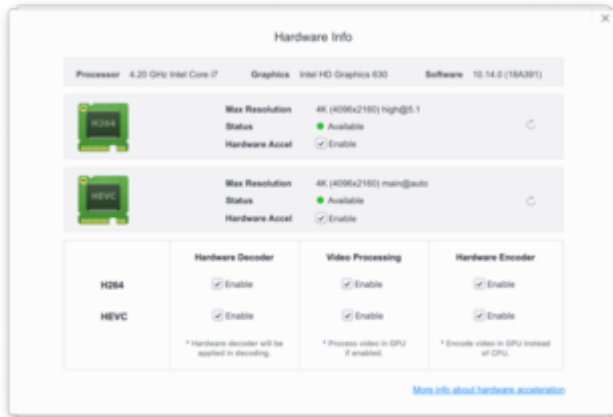 Hardware Info
Processor 4.20 GHz Intel Core i7 Graphics Intel HD Graphics 630 Software 10.14.0 (18A391)
H264
Max Resolution 4K (4096x2160) high@5.1
Status Available
Hardware Accel Enable
HEVC
Max Resolution 4K (4096x2160) main@auto
Status Available
Hardware Accel Enable
Hardware Decoder Video Processing Hardware Encoder
H264 Enable Enable Enable
HEVC Enable Enable Enable
* Hardware decoder will be * Process video in GPU * Encode video in GPU instead
applied in decoding. if enabled. of CPU.
More info about hardware acceleration